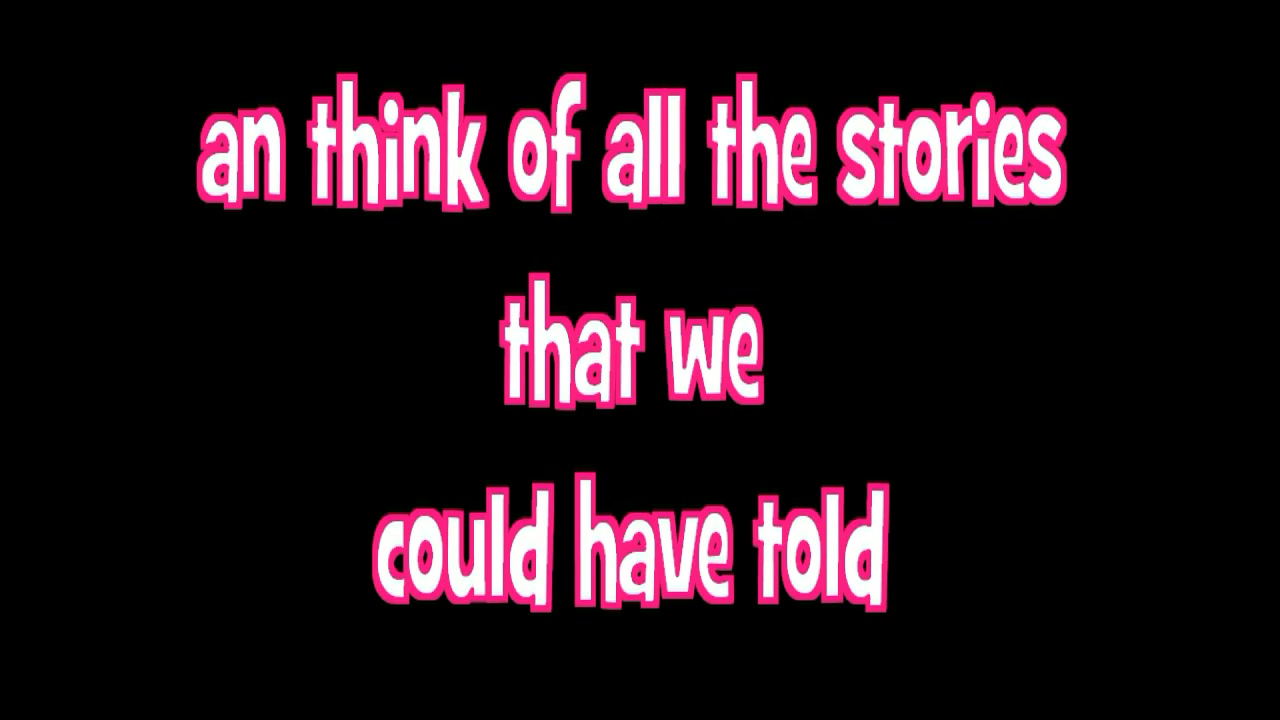 an think of all the stories
that we
could have told